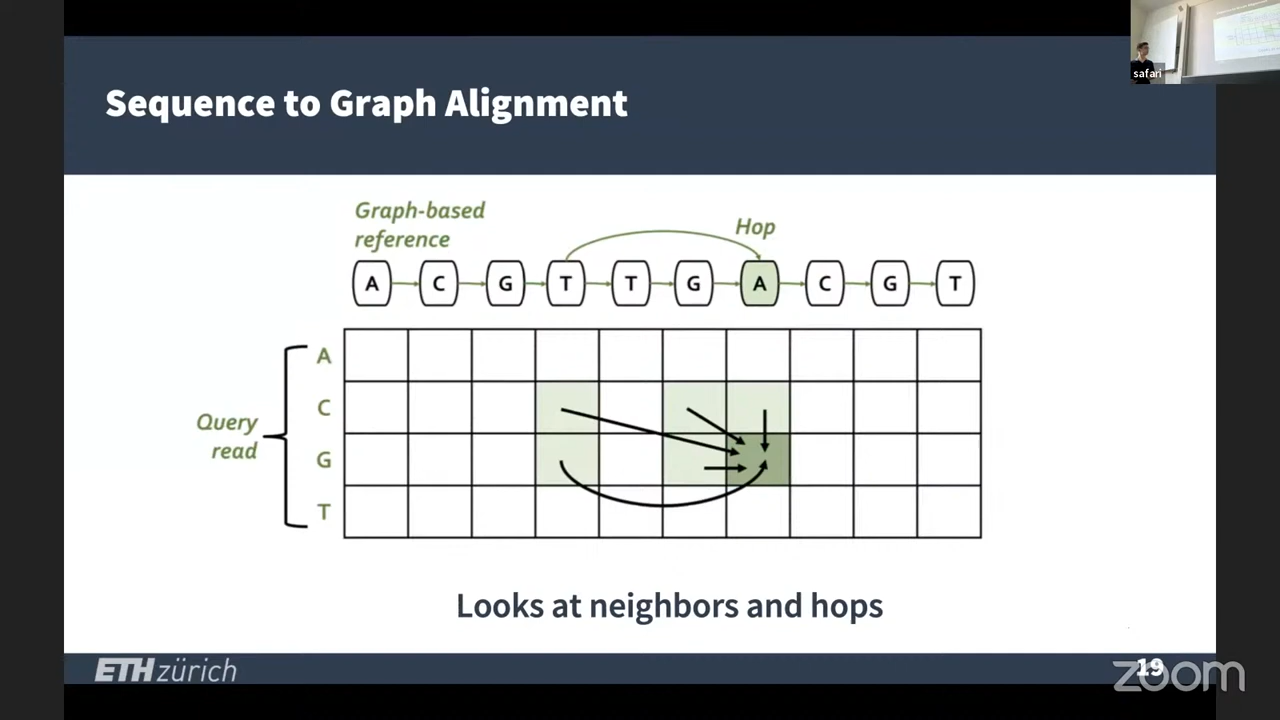 safari
Sequence to Graph Alignment
Graph-based
reference
Hop
A C G T T G A C G T
A
C
Query
read
G
T
Looks at neighbors and hops
ETH zürich
19
zoom